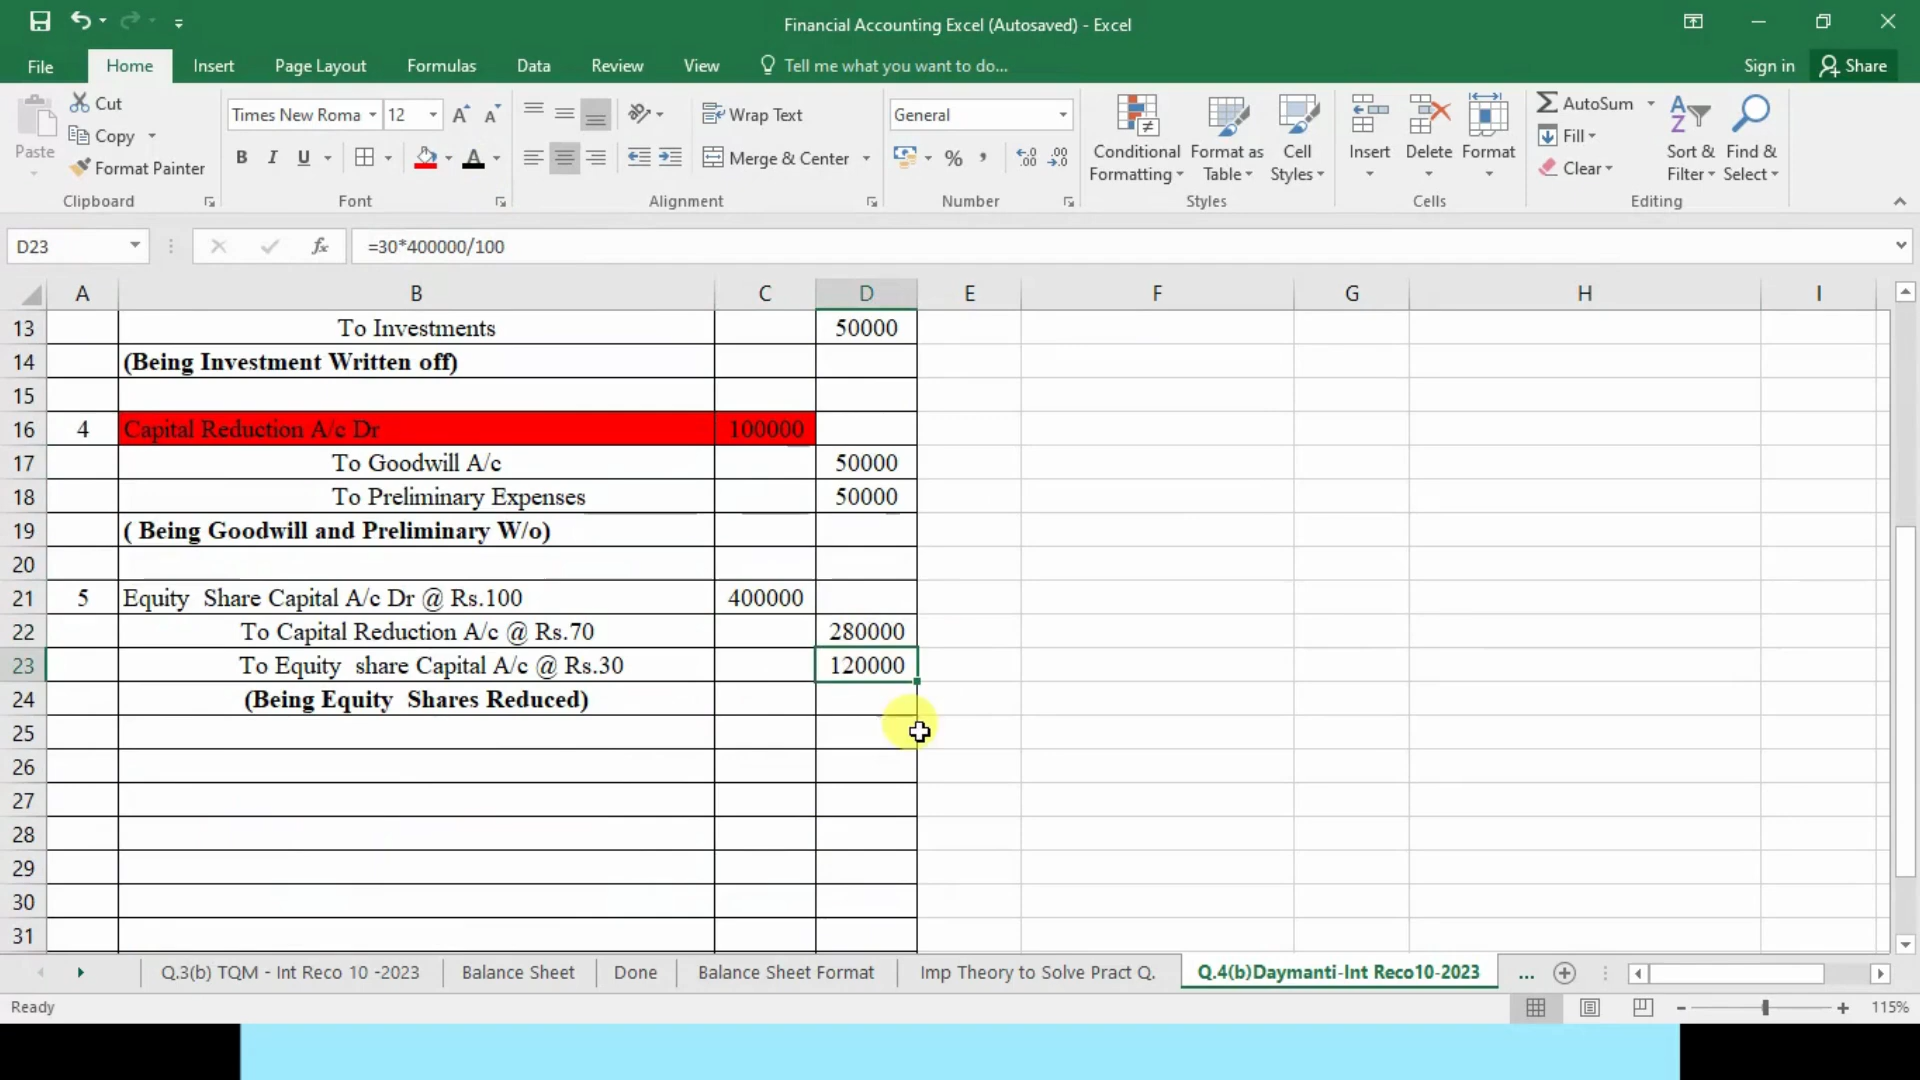 Financial Accounting Excel (Autosaved) - Excel
File Home Insert Page Layout Formulas Data Review View Tell me what you want to do... Sign in Share
Paste
Cut
Copy
Format Painter
Clipboard
Times New Roma 12
B I U
Font
Wrap Text
Merge & Center
Alignment
General
Number
Conditional Formatting
Format as Table
Cell Styles
Styles
Insert Delete Format
Cells
AutoSum
Fill
Clear
Sort & Filter
Find & Select
Editing
D23 fx =30*400000/100
A B C D E F G H I
13 To Investments 50000
14 (Being Investment Written off)
15
16 4 Capital Reduction A/c Dr 100000
17 To Goodwill A/c 50000
18 To Preliminary Expenses 50000
19 ( Being Goodwill and Preliminary W/o)
20
21 5 Equity Share Capital A/c Dr @ Rs.100 400000
22 To Capital Reduction A/c @ Rs.70 280000
23 To Equity share Capital A/c @ Rs.30 120000
24 (Being Equity Shares Reduced)
25
26
27
28
29
30
31
Q.3(b) TQM - Int Reco 10 -2023 Balance Sheet Done Balance Sheet Format Imp Theory to Solve Pract Q. Q.4(b)Daymanti-Int Reco10-2023 ...
Ready 115%